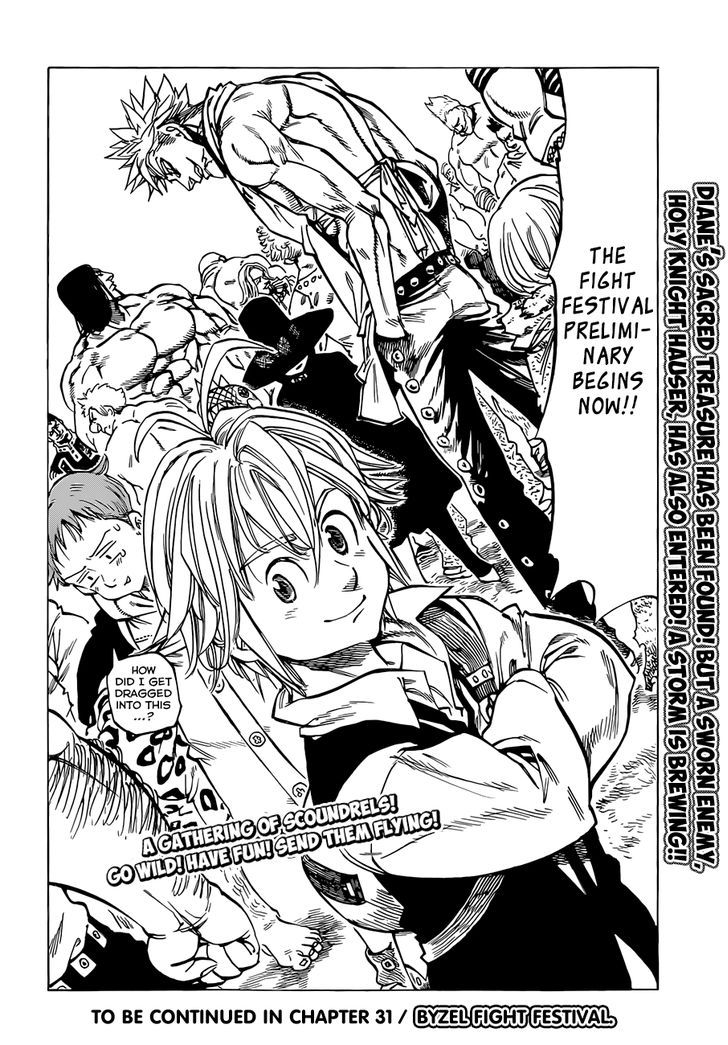 DIANE'S SACRED TREASURE HAS BEEN FOUND! BUT A SWORN ENEMY,
HOLY KNIGHT HAUSER, HAS ALSO ENTERED! A STORM IS BREWING!!
THE
FIGHT
FESTIVAL
PRELIMI-
NARY
BEGINS
NOW!!
HOW
DID I GET
DRAGGED
INTO THIS
...?
A GATHERING OF SCOUNDRELS!
GO WILD! HAVE FUN! SEND THEM FLYING!
TO BE CONTINUED IN CHAPTER 31 / BYZEL FIGHT FESTIVAL.